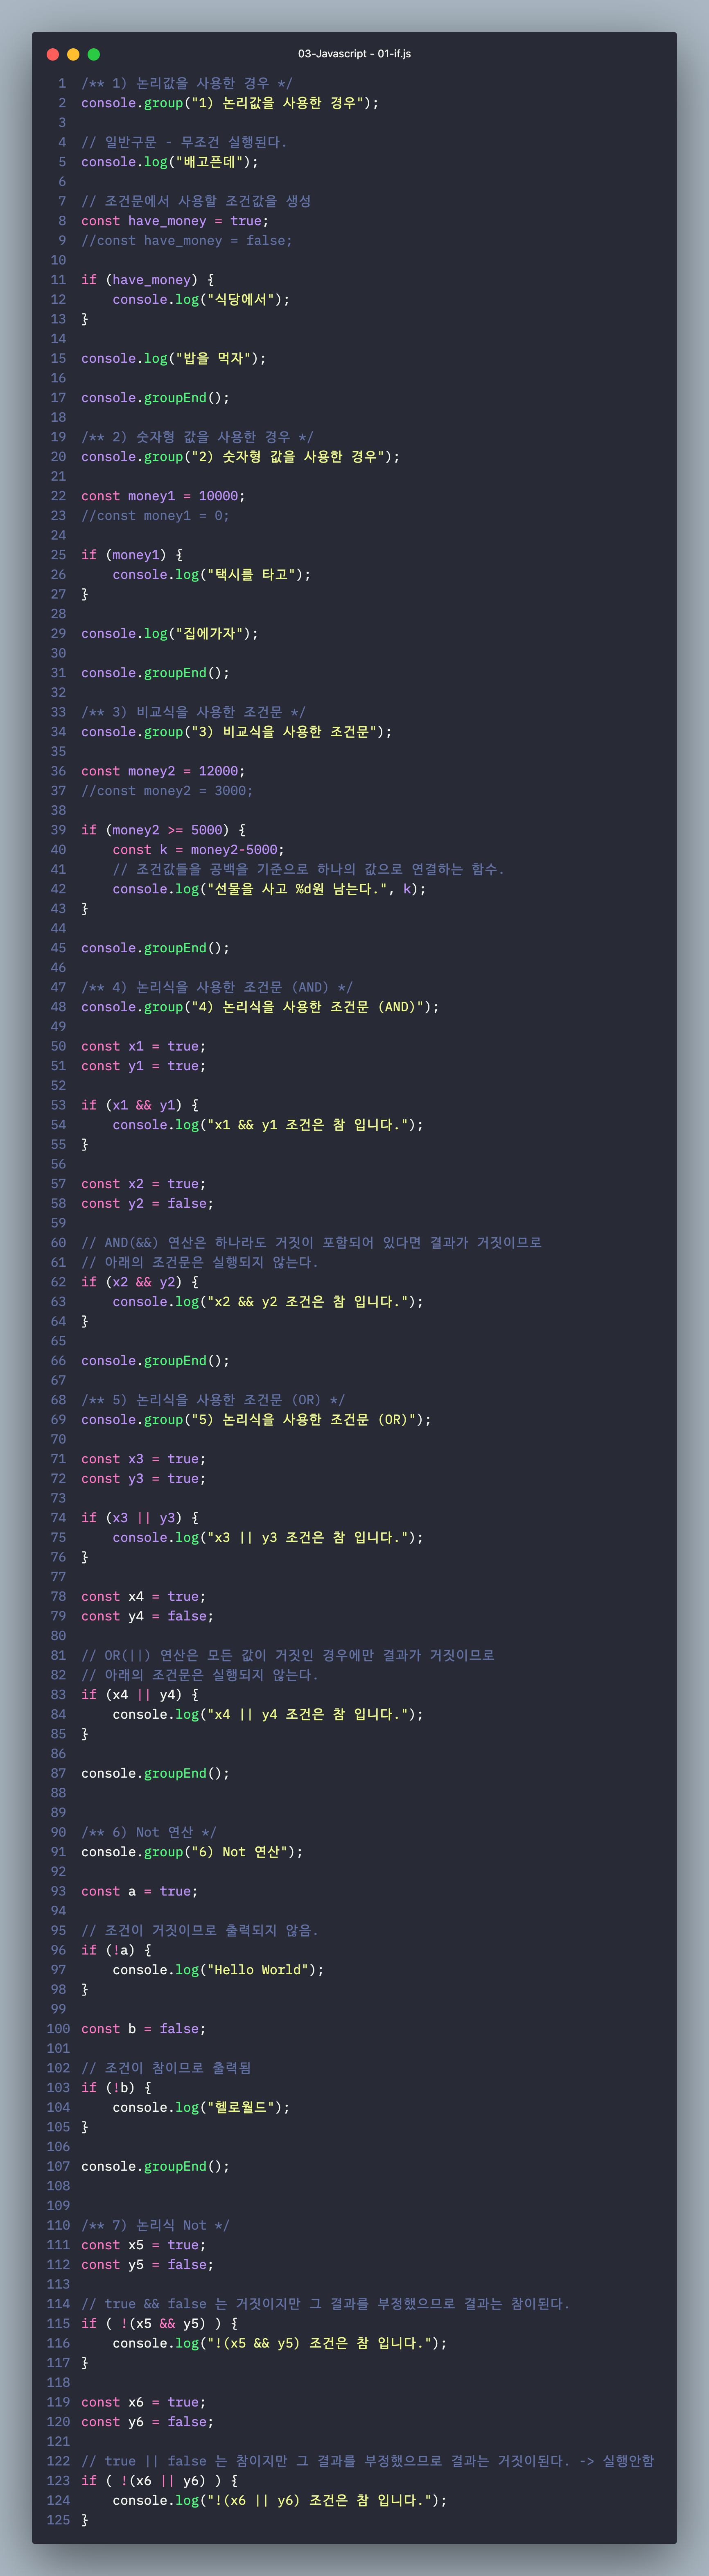 03-Javascript - 01-if.js
1 /** 1) 논리값을 사용한 경우 */
2 console.group("1) 논리값을 사용한 경우");
3
4 // 일반구문 - 무조건 실행된다.
5 console.log("배고픈데");
6
7 // 조건문에서 사용할 조건값을 생성
8 const have_money = true;
9 //const have_money = false;
10
11 if (have_money) {
12     console.log("식당에서");
13 }
14
15 console.log("밥을 먹자");
16
17 console.groupEnd();
18
19 /** 2) 숫자형 값을 사용한 경우 */
20 console.group("2) 숫자형 값을 사용한 경우");
21
22 const money1 = 10000;
23 //const money1 = 0;
24
25 if (money1) {
26     console.log("택시를 타고");
27 }
28
29 console.log("집에가자");
30
31 console.groupEnd();
32
33 /** 3) 비교식을 사용한 조건문 */
34 console.group("3) 비교식을 사용한 조건문");
35
36 const money2 = 12000;
37 //const money2 = 3000;
38
39 if (money2 >= 5000) {
40     const k = money2-5000;
41     // 조건값들을 공백을 기준으로 하나의 값으로 연결하는 함수.
42     console.log("선물을 사고 %d원 남는다.", k);
43 }
44
45 console.groupEnd();
46
47 /** 4) 논리식을 사용한 조건문 (AND) */
48 console.group("4) 논리식을 사용한 조건문 (AND)");
49
50 const x1 = true;
51 const y1 = true;
52
53 if (x1 && y1) {
54     console.log("x1 && y1 조건은 참 입니다.");
55 }
56
57 const x2 = true;
58 const y2 = false;
59
60 // AND(&&) 연산은 하나라도 거짓이 포함되어 있다면 결과가 거짓이므로
61 // 아래의 조건문은 실행되지 않는다.
62 if (x2 && y2) {
63     console.log("x2 && y2 조건은 참 입니다.");
64 }
65
66 console.groupEnd();
67
68 /** 5) 논리식을 사용한 조건문 (OR) */
69 console.group("5) 논리식을 사용한 조건문 (OR)");
70
71 const x3 = true;
72 const y3 = true;
73
74 if (x3 || y3) {
75     console.log("x3 || y3 조건은 참 입니다.");
76 }
77
78 const x4 = true;
79 const y4 = false;
80
81 // OR(||) 연산은 모든 값이 거짓인 경우에만 결과가 거짓이므로
82 // 아래의 조건문은 실행되지 않는다.
83 if (x4 || y4) {
84     console.log("x4 || y4 조건은 참 입니다.");
85 }
86
87 console.groupEnd();
88
89
90 /** 6) Not 연산 */
91 console.group("6) Not 연산");
92
93 const a = true;
94
95 // 조건이 거짓이므로 출력되지 않음.
96 if (!a) {
97     console.log("Hello World");
98 }
99
100 const b = false;
101
102 // 조건이 참이므로 출력됨
103 if (!b) {
104     console.log("헬로월드");
105 }
106
107 console.groupEnd();
108
109
110 /** 7) 논리식 Not */
111 const x5 = true;
112 const y5 = false;
113
114 // true && false 는 거짓이지만 그 결과를 부정했으므로 결과는 참이된다.
115 if ( !(x5 && y5) ) {
116     console.log("!(x5 && y5) 조건은 참 입니다.");
117 }
118
119 const x6 = true;
120 const y6 = false;
121
122 // true || false 는 참이지만 그 결과를 부정했으므로 결과는 거짓이된다. -> 실행안함
123 if ( !(x6 || y6) ) {
124     console.log("!(x6 || y6) 조건은 참 입니다.");
125 }